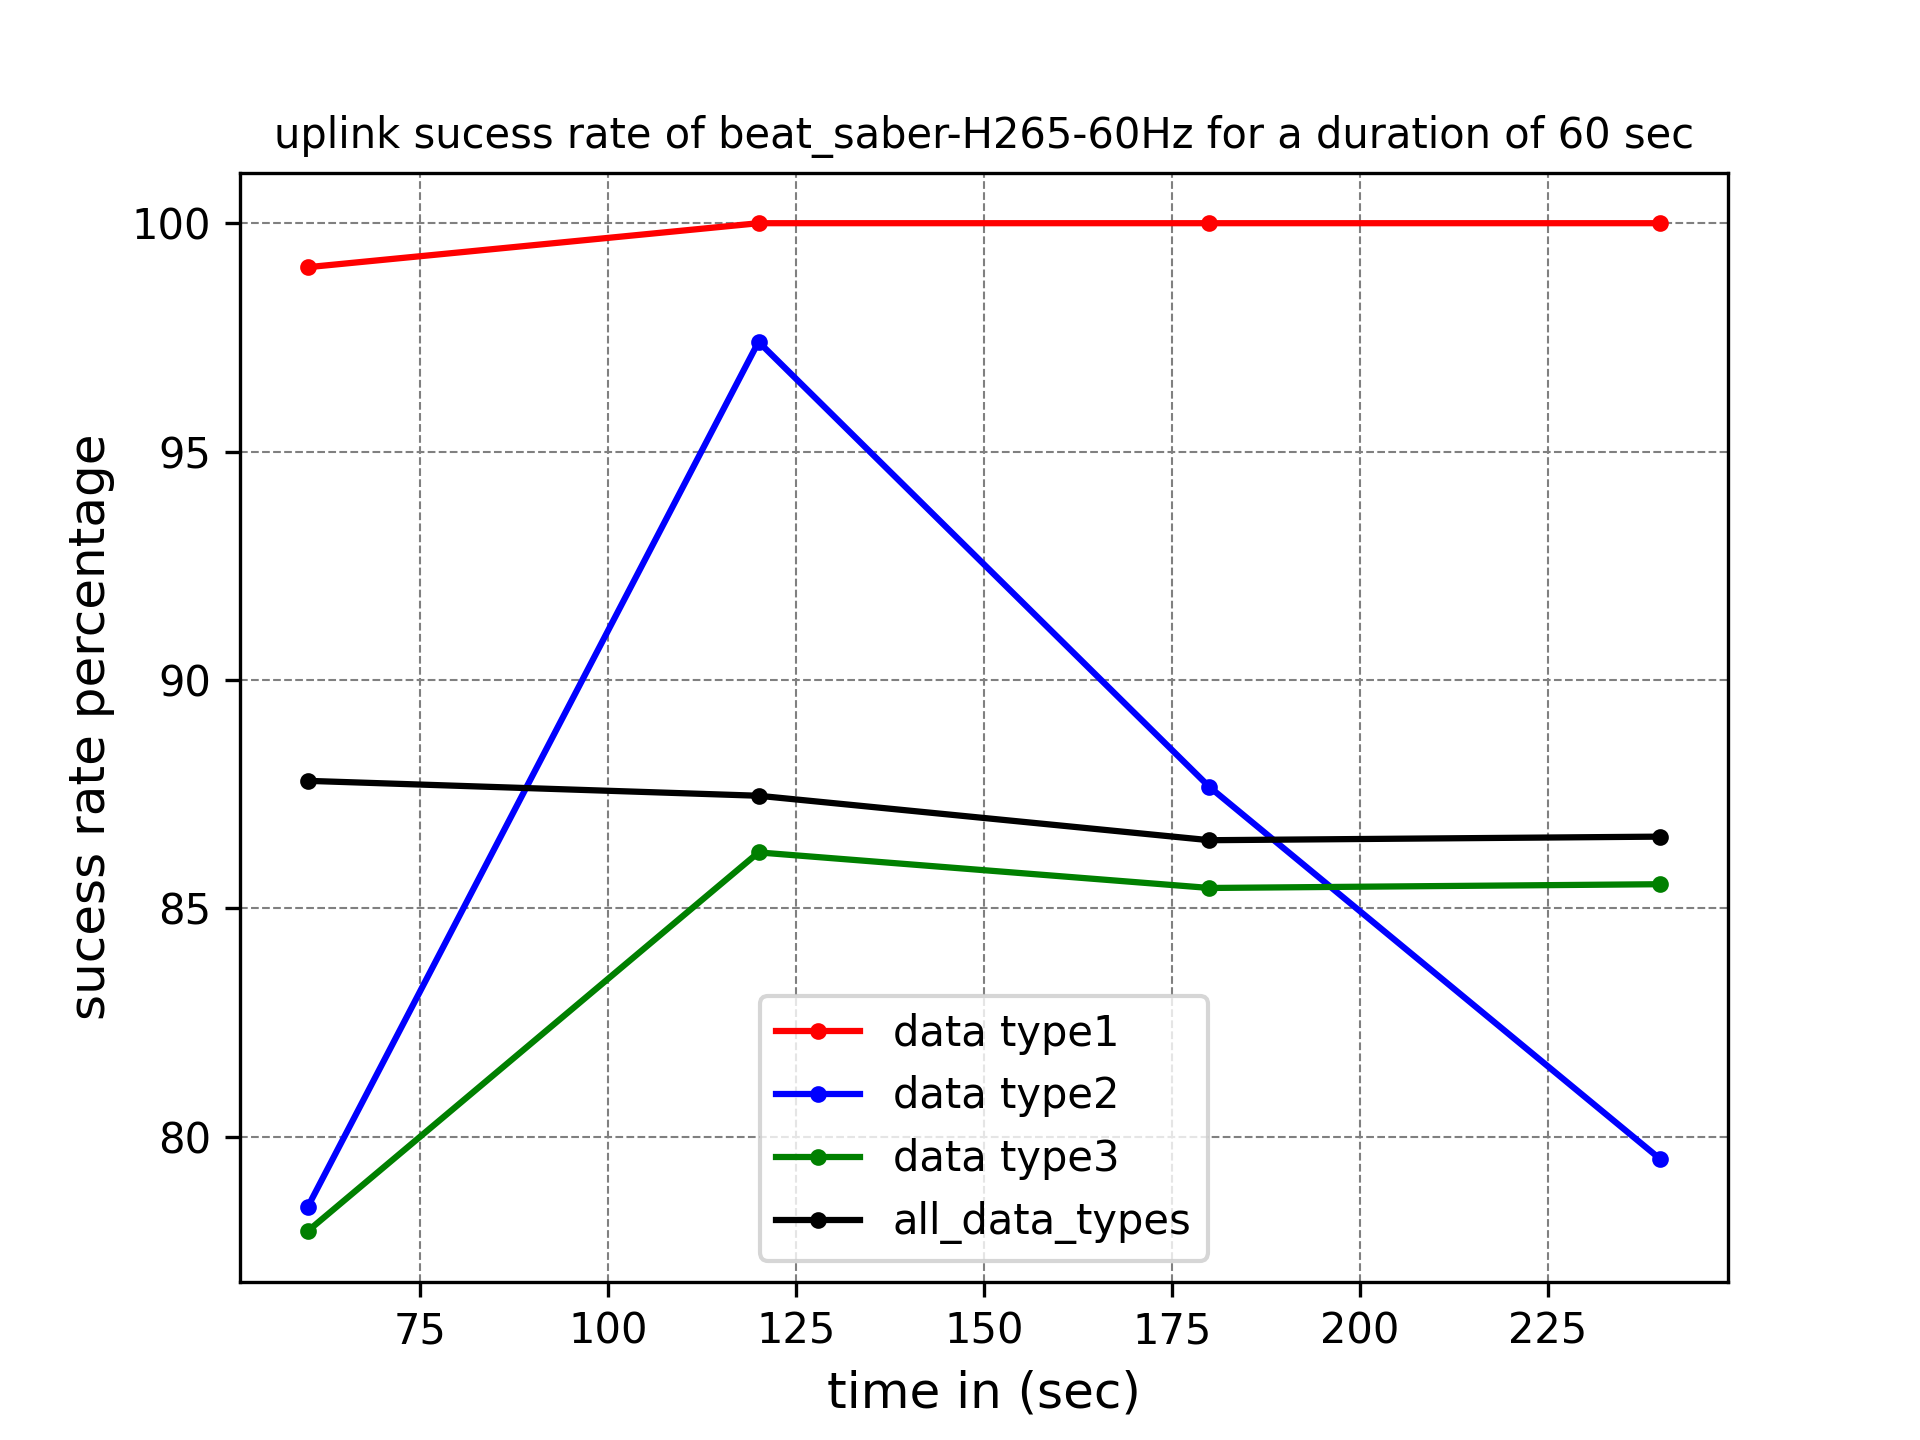 uplink sucess rate of beat_saber-H265-60Hz for a duration of 60 sec
sucess rate percentage
100
95
90
85
80
data type1
data type2
data type3
all_data_types
75 100 125 150 175 200 225
time in (sec)